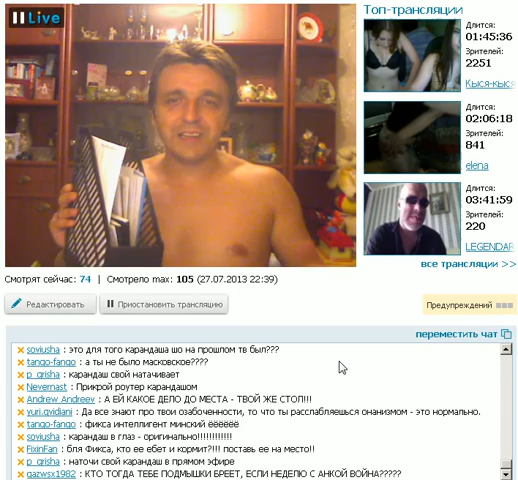 Live
Топ-трансляции
Длится:
01:45:36
Зрителей:
2251
Кыся-кыся
Длится:
02:06:18
Зрителей:
841
elena
Длится:
03:41:59
Зрителей:
220
LEGENDAR
все трансляции >>
Смотрят сейчас: 74 | Смотрело max: 105 (27.07.2013 22:39)
Редактировать
Приостановить трансляцию
Предупреждений
переместить чат
soviusha : это для того карандаша шо на прошлом тв был???
tango-fango : а ты не было московское????
p_grisha : карандаш свой натачивает
Nevernast : Прикрой роутер карандашом
Andrew Andreev : А ЕЙ КАКОЕ ДЕЛО ДО МЕСТА - ТВОЙ ЖЕ СТОЛ!!!
yuri.gvidiani : Да все знают про твои озабоченности, то что ты расслабляешься онанизмом - это нормально.
tango-fango : фикса интеллигент минский ёёёёёёё
soviusha : карандаш в глаз - оригинально!!!!!!!!!!!!
FixinFan : бля Фикса, кто ее ебет и кормит?!!! поставь ее на место!!
p_grisha : наточи свой карандаш в прямом эфире
qazwsx1982 : КТО ТОГДА ТЕБЕ ПОДМЫШКИ БРЕЕТ, ЕСЛИ НЕДЕЛЮ С АНКОЙ ВОЙНА?????